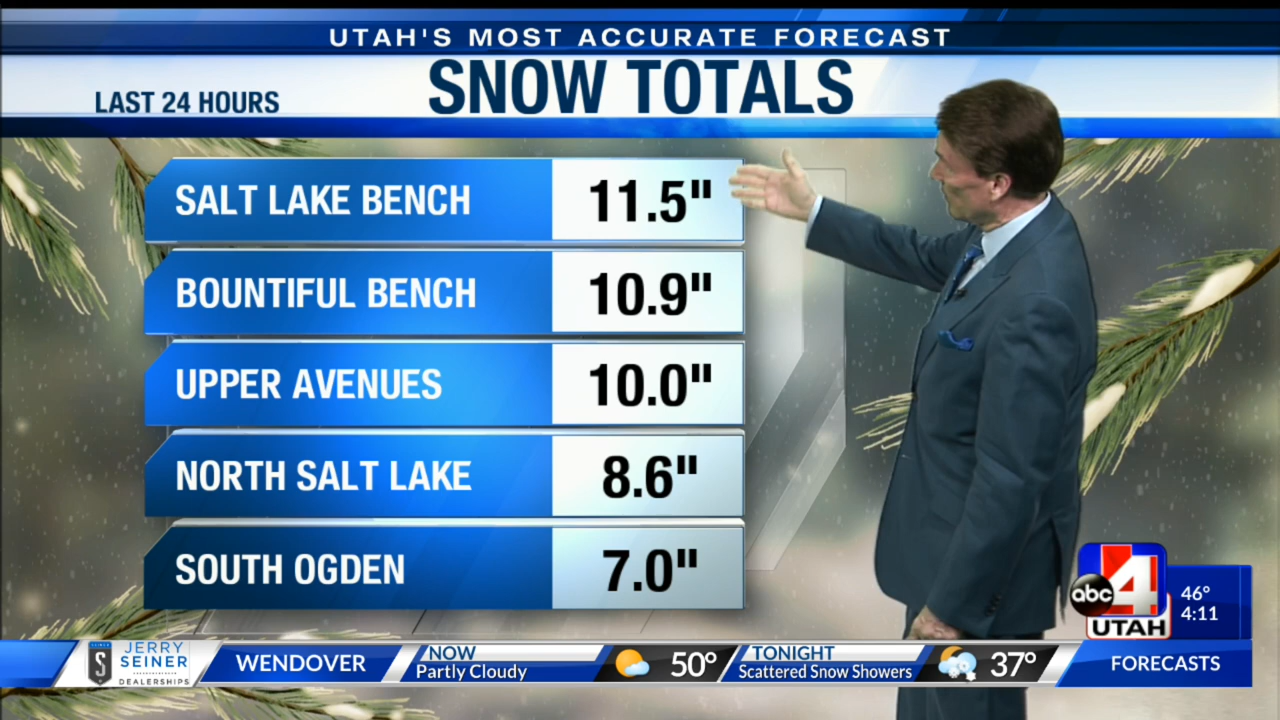 UTAH'S MOST ACCURATE FORECAST
LAST 24 HOURS
SNOW TOTALS
SALT LAKE BENCH 11.5"
BOUNTIFUL BENCH 10.9"
UPPER AVENUES 10.0"
NORTH SALT LAKE 8.6"
SOUTH OGDEN 7.0"
abc 4
UTAH
46°
4:11
SEINER
S
JERRY
SEINER
DEALERSHIPS
WENDOVER
NOW
Partly Cloudy
50°
TONIGHT
Scattered Snow Showers
37°
FORECASTS